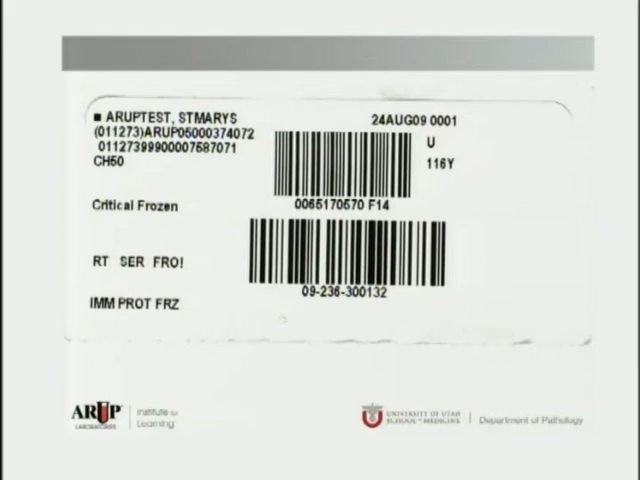 ■ ARUPTEST, STMARYS
24AUG09 0001
(011273)ARUP05000374072
U
01127399900007587071
CH50
116Y
Critical Frozen
0065170570 F14
RT SER FRO!
09-236-300132
IMM PROT FRZ
ARUP LABORATORIES
Institute for Learning
UNIVERSITY OF UTAH
SCHOOL of MEDICINE
Department of Pathology